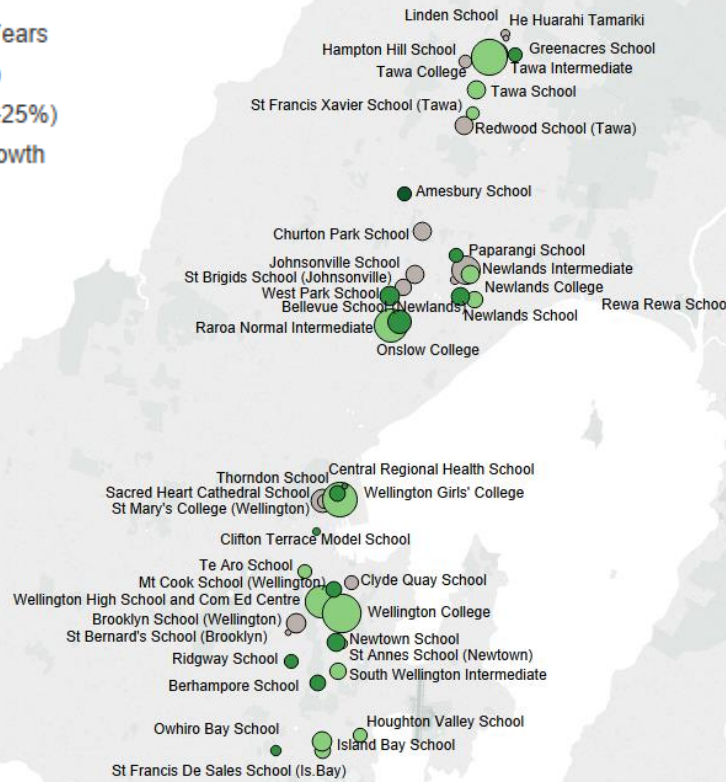 Linden School
He Huarahi Tamariki
ears
Hampton Hill School
Greenacres School
Tawa College
Tawa Intermediate
Tawa School
25%)
St Francis Xavier School (Tawa)
Redwood School (Tawa)
owth
Amesbury School
Churton Park School
Paparangi School
Johnsonville School
Newlands Intermediate
St Brigids School (Johnsonville)
Newlands College
West Park School
Bellevue School (Newlands)
Rewa Rewa Schoo
Newlands School
Raroa Normal Intermediate
Onslow College
Central Regional Health School
Thorndon School
Sacred Heart Cathedral School
Wellington Girls' College
St Mary's College (Wellington)
Clifton Terrace Model School
Te Aro School
Mt Cook School (Wellington)
Clyde Quay School
Wellington High School and Com Ed Centre
Wellington College
Brooklyn School (Wellington)
St Bernard's School (Brooklyn)
Newtown School
St Annes School (Newtown)
Ridgway School
South Wellington Intermediate
Berhampore School
Houghton Valley School
Owhiro Bay School
Island Bay School
St Francis De Sales School (Is.Bay)